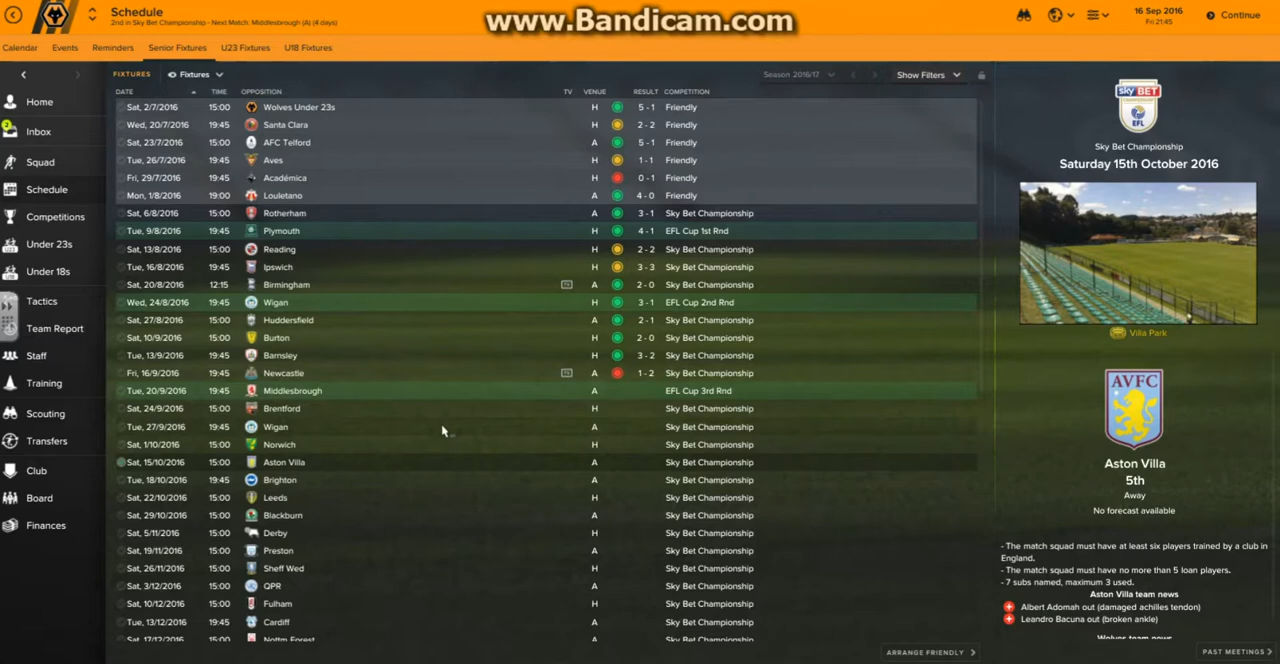 Schedule
2nd in Sky Bet Championship - Next Match: Middlesbrough (A) (4 days)
www.Bandicam.com
16 Sep 2016
Fri 21:45
Continue
Calendar Events Reminders Senior Fixtures U23 Fixtures U18 Fixtures
FIXTURES Fixtures Season 2016/17 Show Filters
DATE TIME OPPOSITION TV VENUE RESULT COMPETITION
Sat, 2/7/2016 15:00 Wolves Under 23s H 5 - 1 Friendly
Wed, 20/7/2016 19:45 Santa Clara H 2 - 2 Friendly
Sat, 23/7/2016 15:00 AFC Telford A 5 - 1 Friendly
Tue, 26/7/2016 19:45 Aves H 1 - 1 Friendly
Fri, 29/7/2016 19:45 Académica H 0 - 1 Friendly
Mon, 1/8/2016 19:00 Louletano A 4 - 0 Friendly
Sat, 6/8/2016 15:00 Rotherham A 3 - 1 Sky Bet Championship
Tue, 9/8/2016 19:45 Plymouth H 4 - 1 EFL Cup 1st Rnd
Sat, 13/8/2016 15:00 Reading H 2 - 2 Sky Bet Championship
Tue, 16/8/2016 19:45 Ipswich H 3 - 3 Sky Bet Championship
Sat, 20/8/2016 12:15 Birmingham A 2 - 0 Sky Bet Championship
Wed, 24/8/2016 19:45 Wigan H 3 - 1 EFL Cup 2nd Rnd
Sat, 27/8/2016 15:00 Huddersfield A 2 - 1 Sky Bet Championship
Sat, 10/9/2016 15:00 Burton H 2 - 0 Sky Bet Championship
Tue, 13/9/2016 19:45 Barnsley H 3 - 2 Sky Bet Championship
Fri, 16/9/2016 19:45 Newcastle A 1 - 2 Sky Bet Championship
Tue, 20/9/2016 19:45 Middlesbrough A EFL Cup 3rd Rnd
Sat, 24/9/2016 15:00 Brentford H Sky Bet Championship
Tue, 27/9/2016 19:45 Wigan A Sky Bet Championship
Sat, 1/10/2016 15:00 Norwich H Sky Bet Championship
Sat, 15/10/2016 15:00 Aston Villa A Sky Bet Championship
Tue, 18/10/2016 19:45 Brighton A Sky Bet Championship
Sat, 22/10/2016 15:00 Leeds H Sky Bet Championship
Sat, 29/10/2016 15:00 Blackburn A Sky Bet Championship
Sat, 5/11/2016 15:00 Derby H Sky Bet Championship
Sat, 19/11/2016 15:00 Preston A Sky Bet Championship
Sat, 26/11/2016 15:00 Sheff Wed H Sky Bet Championship
Sat, 3/12/2016 15:00 QPR A Sky Bet Championship
Sat, 10/12/2016 15:00 Fulham H Sky Bet Championship
Tue, 13/12/2016 19:45 Cardiff A Sky Bet Championship
Sat, 17/12/2016 15:00 Nottm Forest A Sky Bet Championship
Home
2
Inbox
Squad
Schedule
Competitions
Under 23s
Under 18s
Tactics
Team Report
Staff
Training
Scouting
Transfers
Club
Board
Finances
sky BET
EFL
Sky Bet Championship
Saturday 15th October 2016
Villa Park
AVFC
Aston Villa
5th
Away
No forecast available
- The match squad must have at least six players trained by a club in
England.
- The match squad must have no more than 5 loan players.
- 7 subs named, maximum 3 used.
Aston Villa team news
Albert Adomah out (damaged achilles tendon)
Leandro Bacuna out (broken ankle)
Wolves team news
ARRANGE FRIENDLY
PAST MEETINGS